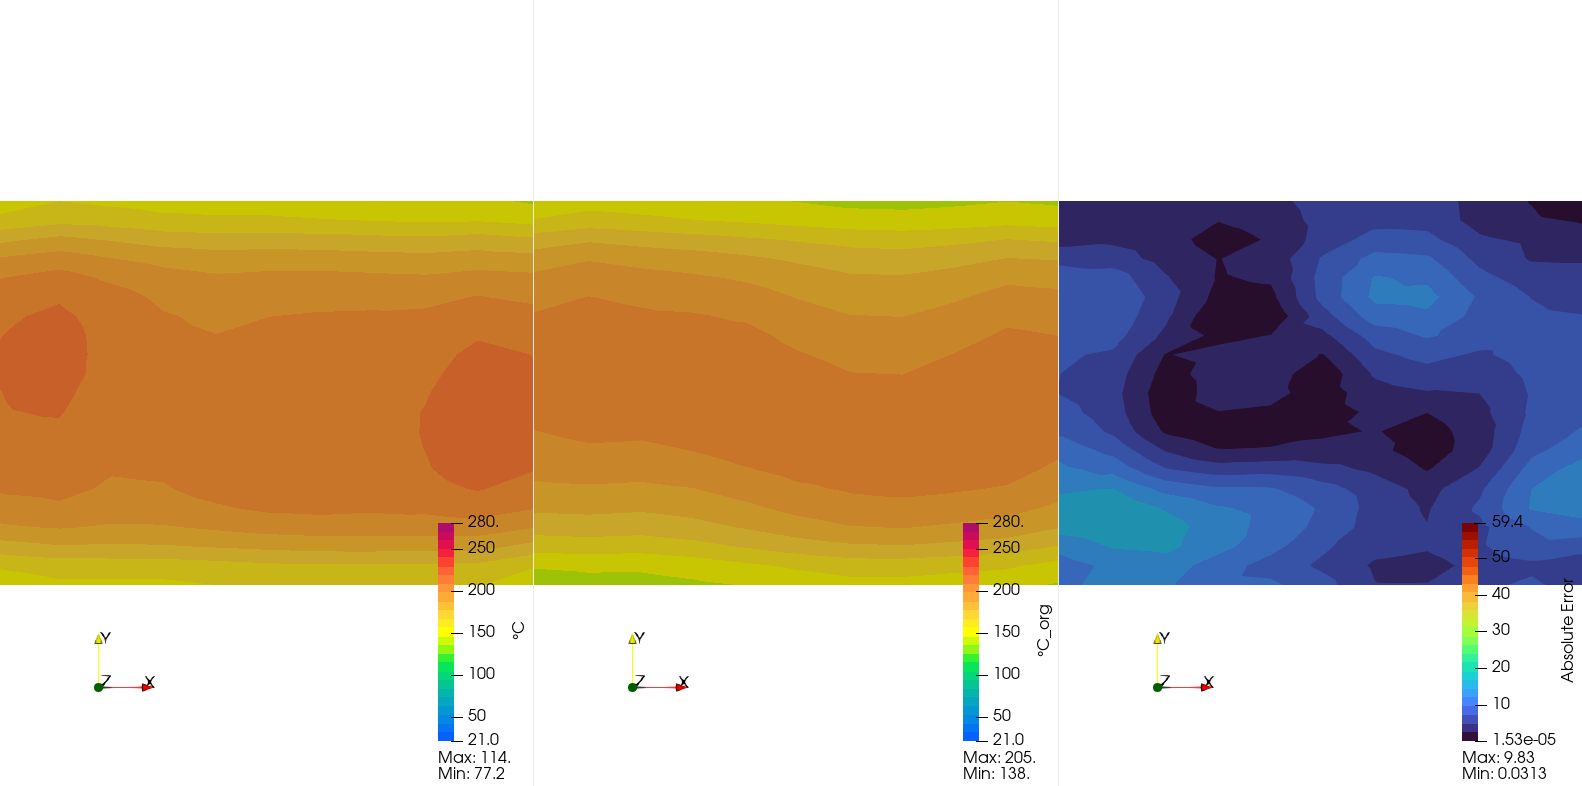 280.
250
200
150
100
50
21.0
°C
Max: 114.
Min: 77.2
Y
Z
X
280.
250
200
150
100
50
21.0
°C_org
Max: 205.
Min: 138.
Y
Z
X
59.4
50
40
30
20
10
1.53e-05
Absolute Error
Max: 9.83
Min: 0.0313
Y
Z
X